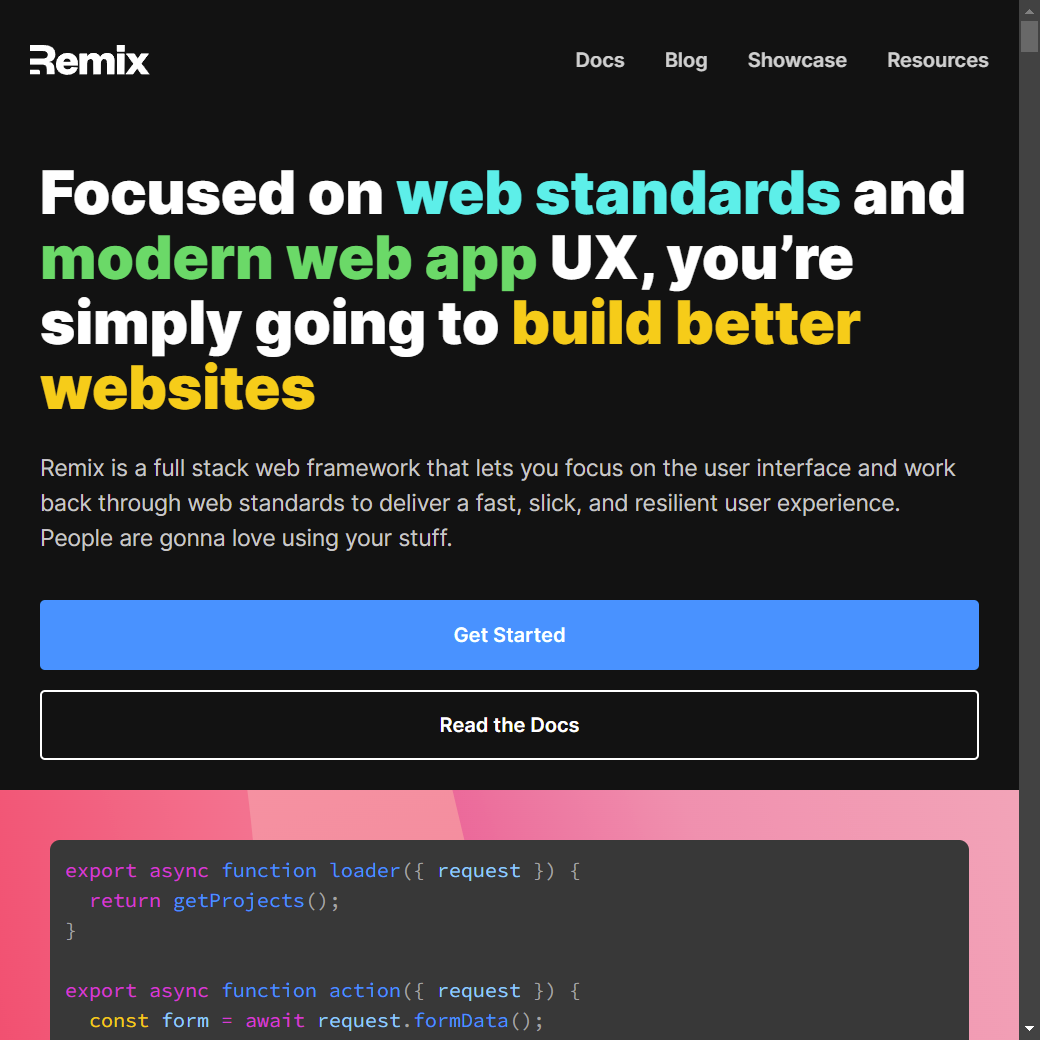 Remix
Docs Blog Showcase Resources
Focused on web standards and
modern web app UX, you’re
simply going to build better
websites
Remix is a full stack web framework that lets you focus on the user interface and work
back through web standards to deliver a fast, slick, and resilient user experience.
People are gonna love using your stuff.
Get Started
Read the Docs
export async function loader({ request }) {
  return getProjects();
}

export async function action({ request }) {
  const form = await request.formData();